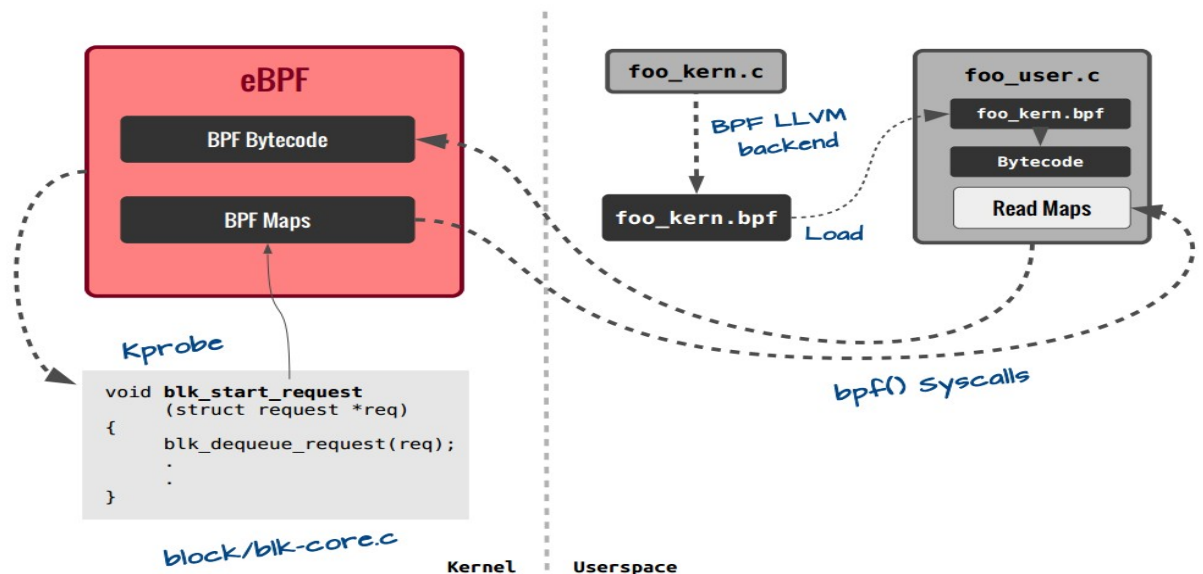 eBPF
BPF Bytecode
BPF Maps
Kprobe
void blk_start_request
(struct request *req)
{
blk_dequeue_request(req);
.
.
}
block/blk-core.c
Kernel
Userspace
foo_kern.c
BPF LLVM
backend
foo_kern.bpf
Load
foo_user.c
foo_kern.bpf
Bytecode
Read Maps
bpf() Syscalls